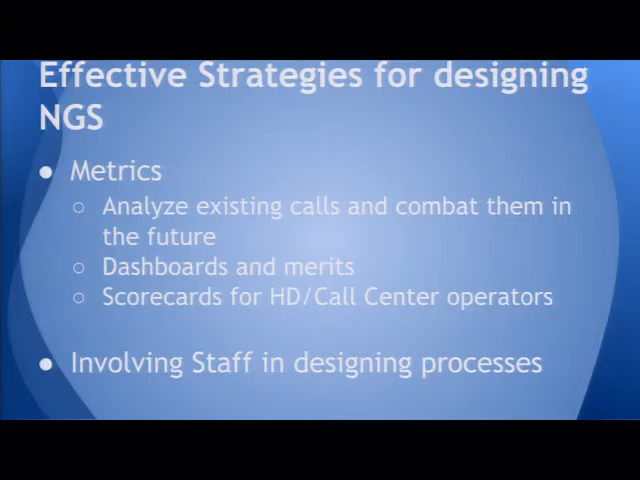 Effective Strategies for designing
NGS
● Metrics
○ Analyze existing calls and combat them in
the future
○ Dashboards and merits
○ Scorecards for HD/Call Center operators
● Involving Staff in designing processes